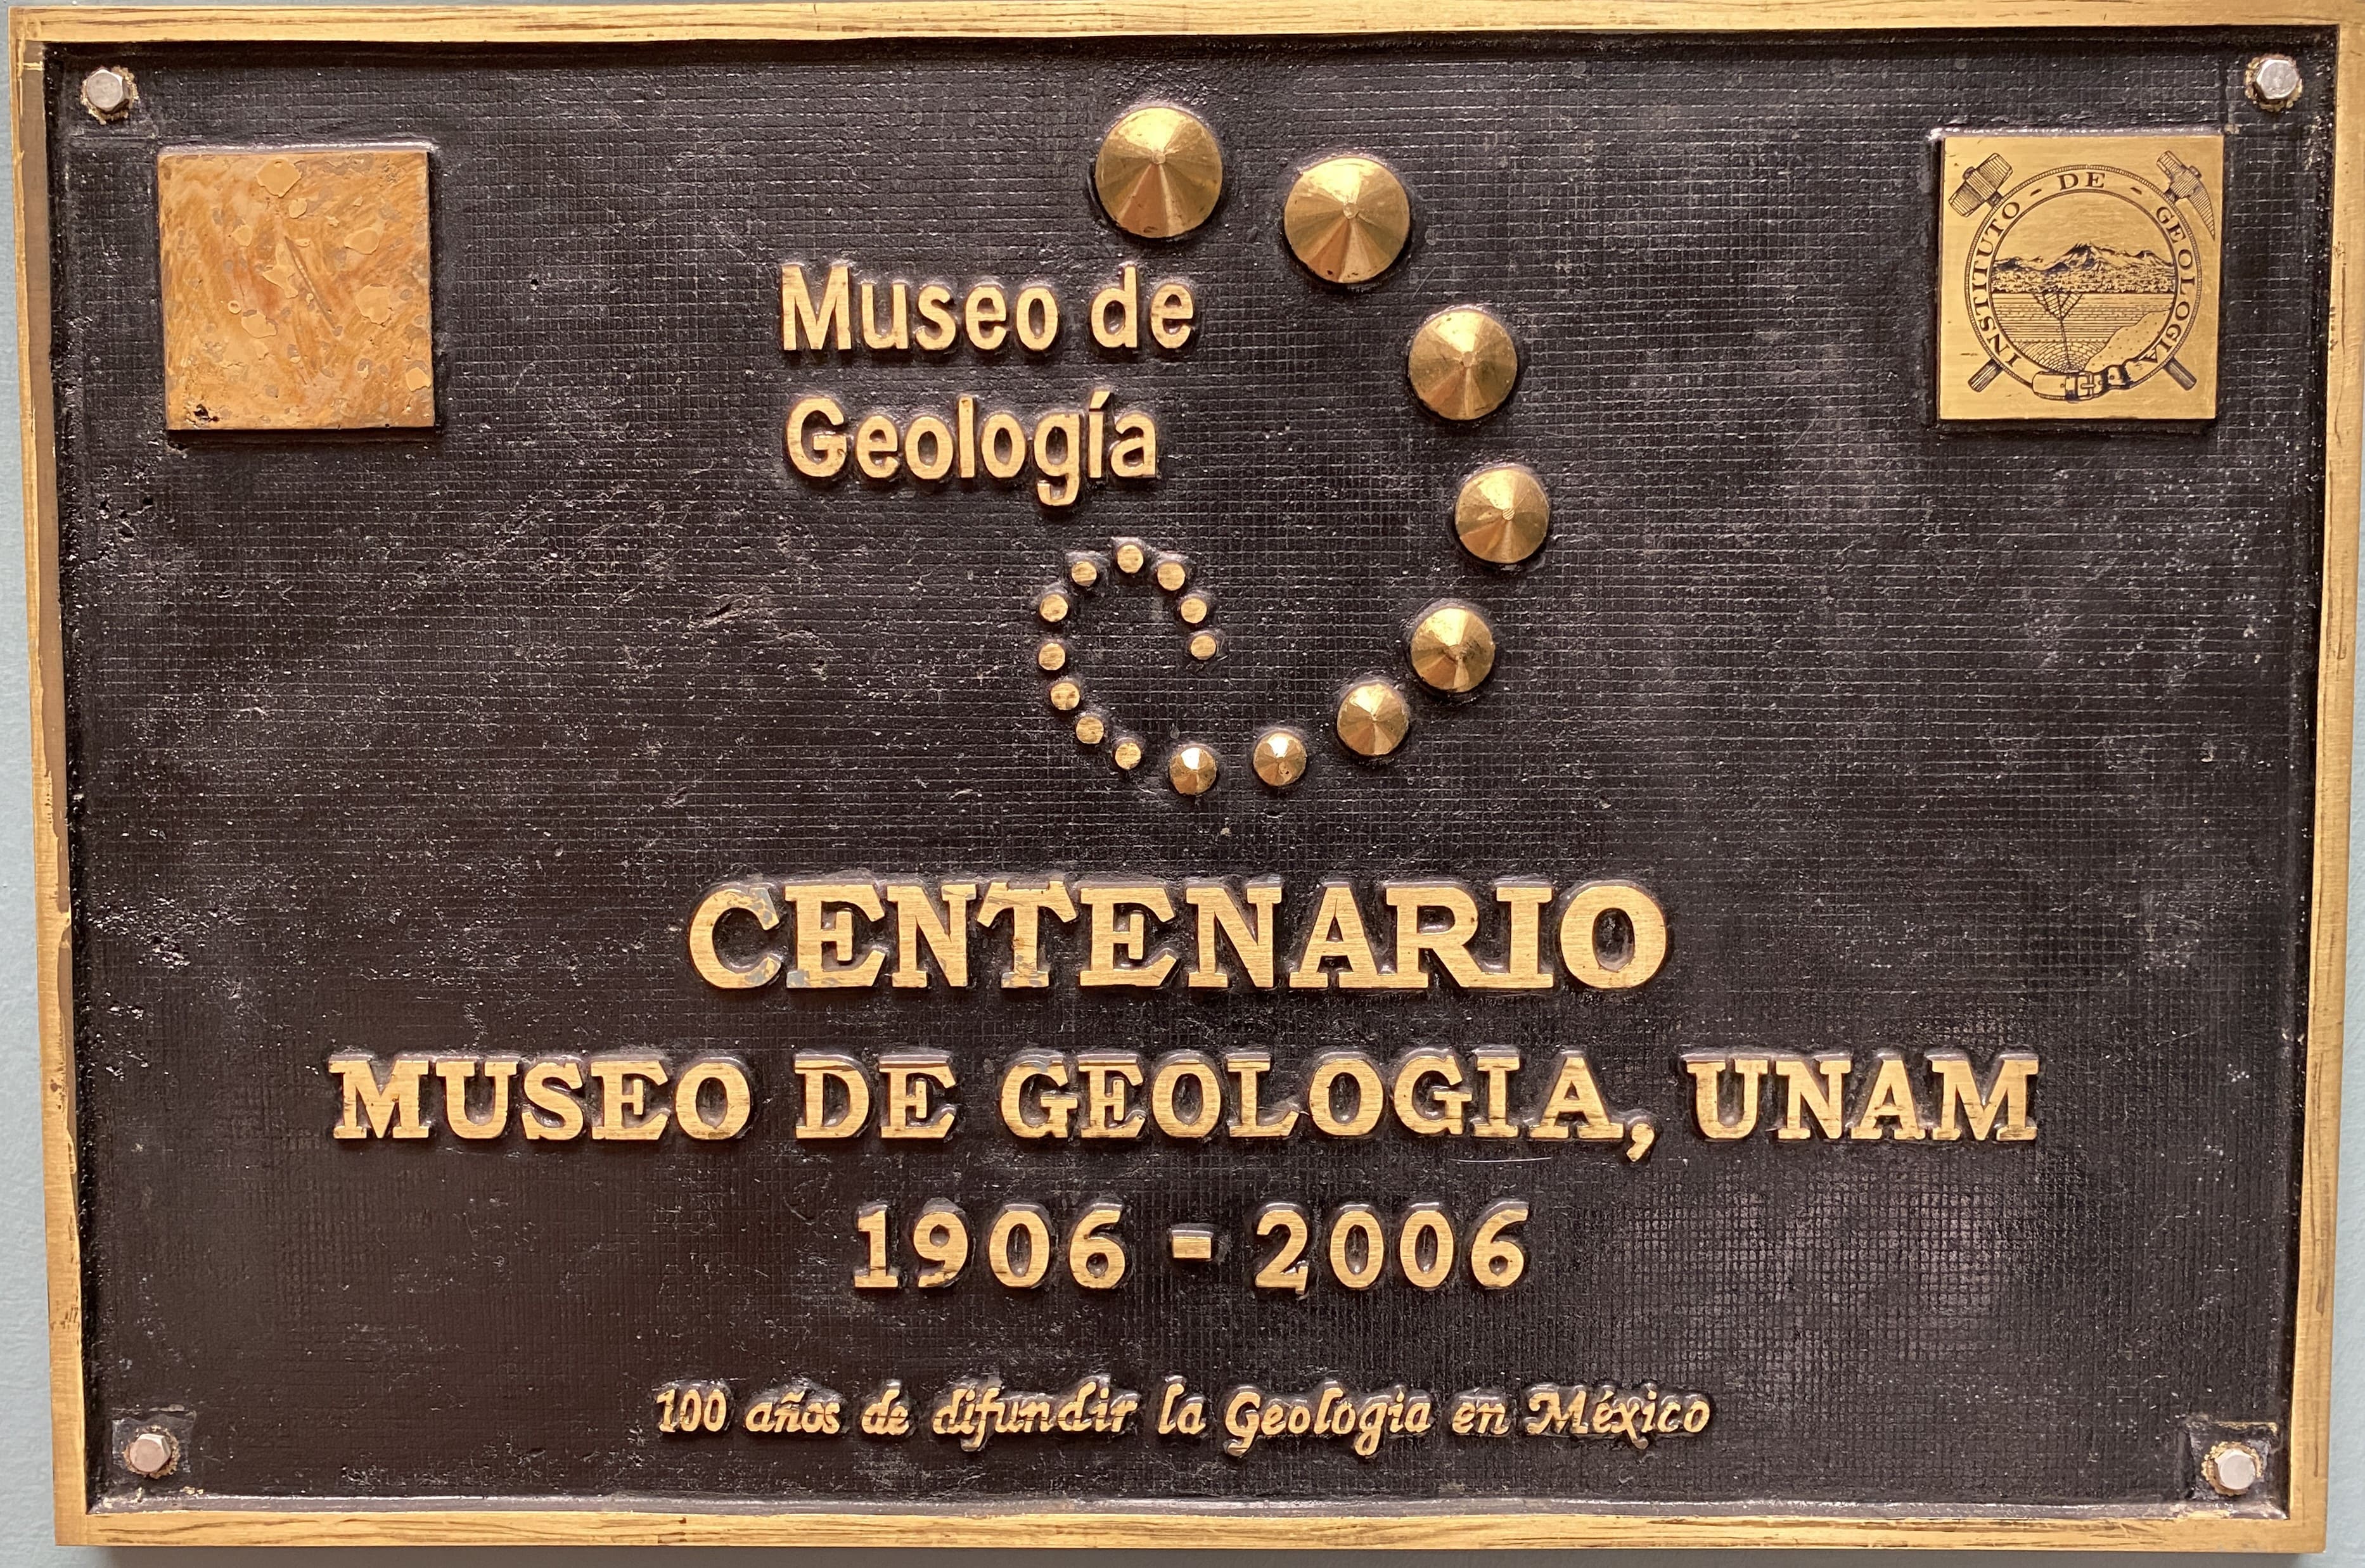 INSTITUTO - DE - GEOLOGIA
Museo de
Geología
CENTENARIO
MUSEO DE GEOLOGIA, UNAM
1906 - 2006
100 años de difundir la Geologia en México